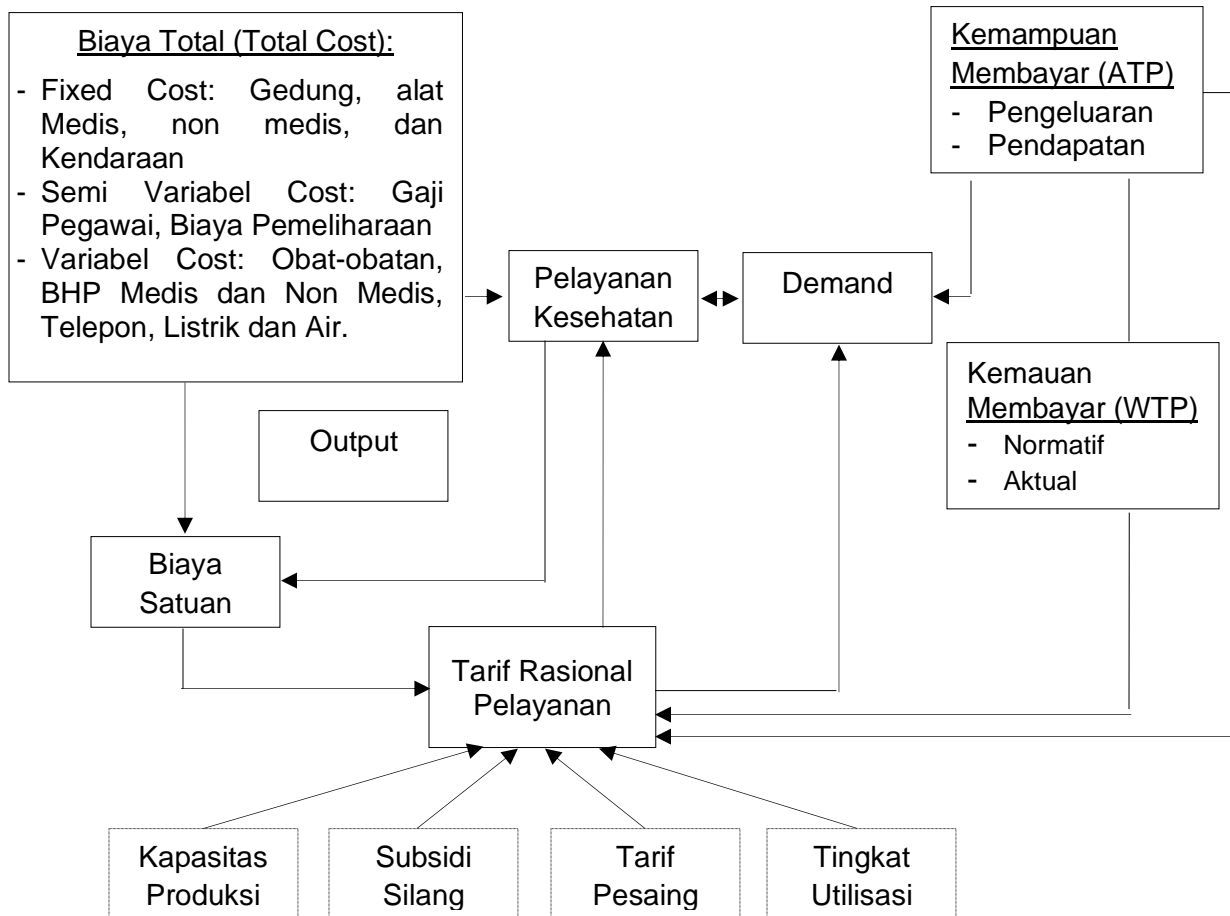 Biaya Total (Total Cost):
- Fixed Cost: Gedung, alat
Medis, non medis, dan
Kendaraan
- Semi Variabel Cost: Gaji
Pegawai, Biaya Pemeliharaan
- Variabel Cost: Obat-obatan,
BHP Medis dan Non Medis,
Telepon, Listrik dan Air.
Kemampuan
Membayar (ATP)
- Pengeluaran
- Pendapatan
Pelayanan
Kesehatan
Demand
Kemauan
Membayar (WTP)
- Normatif
- Aktual
Output
Biaya
Satuan
Tarif Rasional
Pelayanan
Kapasitas
Produksi
Subsidi
Silang
Tarif
Pesaing
Tingkat
Utilisasi